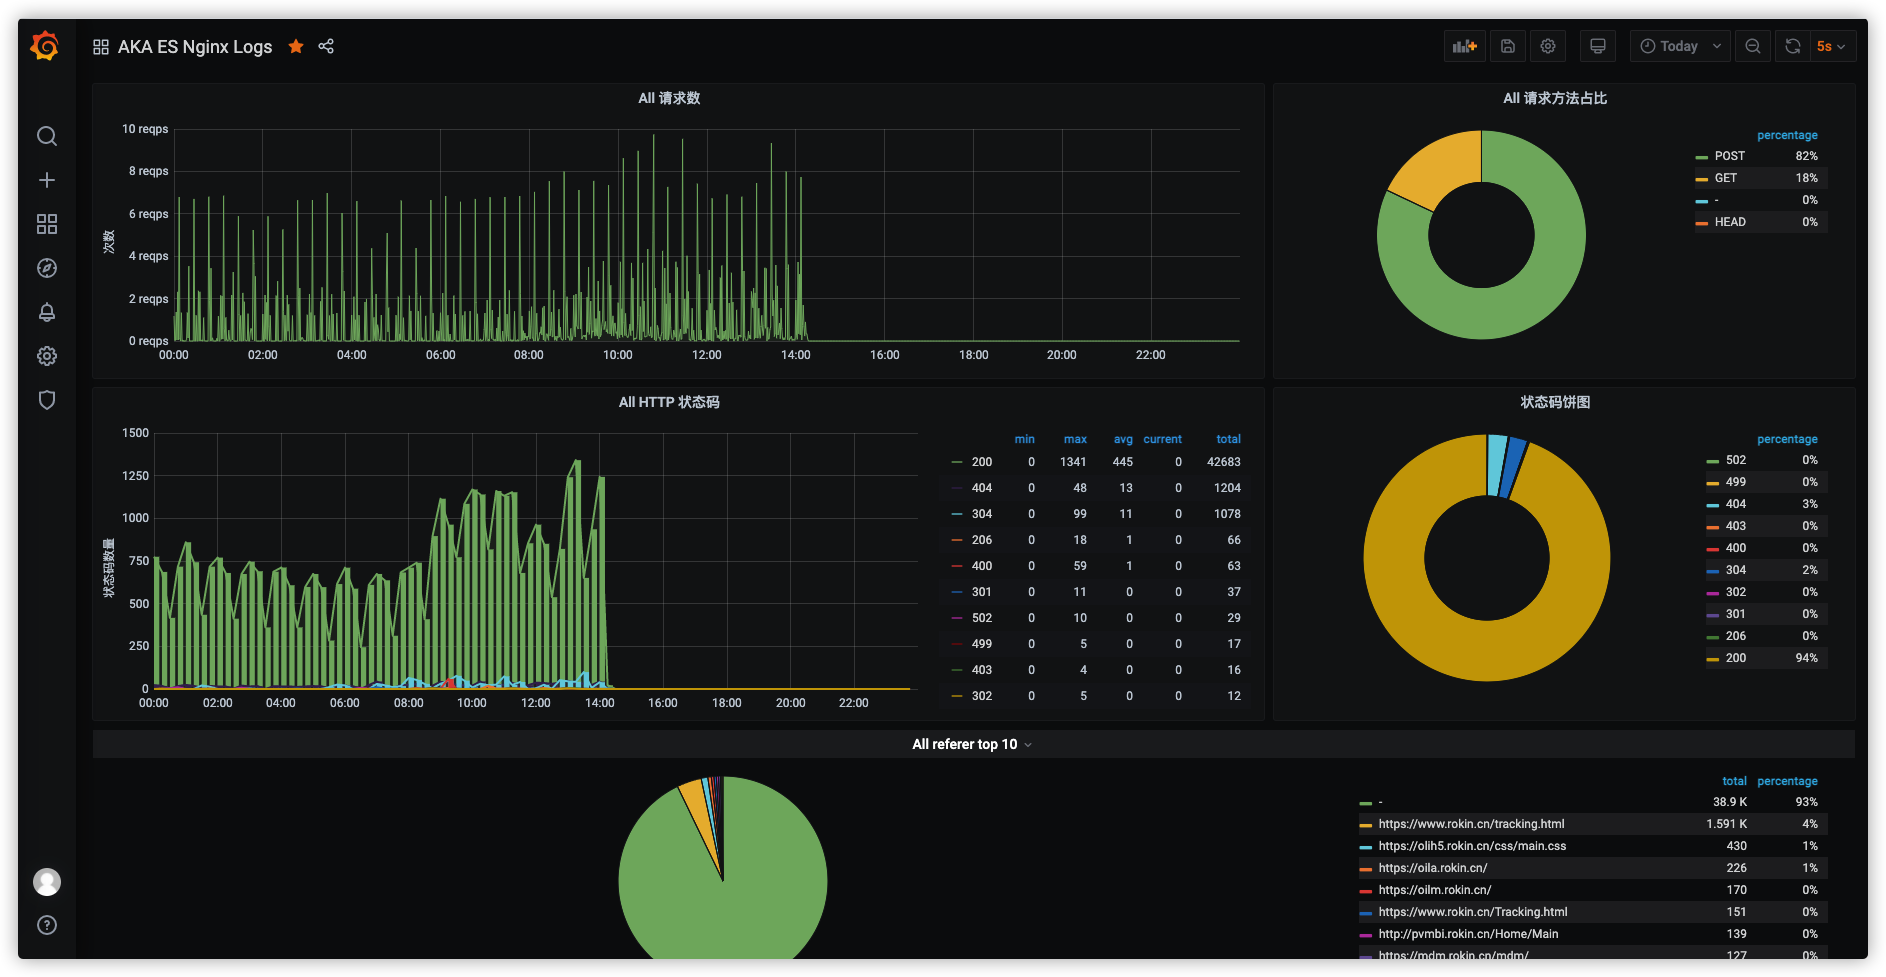 AKA ES Nginx Logs
Today
5s
All 请求数
10 reqps
8 reqps
6 reqps
4 reqps
2 reqps
0 reqps
次数
00:00 02:00 04:00 06:00 08:00 10:00 12:00 14:00 16:00 18:00 20:00 22:00
All 请求方法占比
percentage
POST 82%
GET 18%
- 0%
HEAD 0%
All HTTP 状态码
1500
1250
1000
750
500
250
0
状态码数量
00:00 02:00 04:00 06:00 08:00 10:00 12:00 14:00 16:00 18:00 20:00 22:00
min max avg current total
200 0 1341 445 0 42683
404 0 48 13 0 1204
304 0 99 11 0 1078
206 0 18 1 0 66
400 0 59 1 0 63
301 0 11 0 0 37
502 0 10 0 0 29
499 0 5 0 0 17
403 0 4 0 0 16
302 0 5 0 0 12
状态码饼图
percentage
502 0%
499 0%
404 3%
403 0%
400 0%
304 2%
302 0%
301 0%
206 0%
200 94%
All referer top 10
total percentage
- 38.9 K 93%
https://www.rokin.cn/tracking.html 1.591 K 4%
https://olih5.rokin.cn/css/main.css 430 1%
https://oila.rokin.cn/ 226 1%
https://oilm.rokin.cn/ 170 0%
https://www.rokin.cn/Tracking.html 151 0%
http://pvmbi.rokin.cn/Home/Main 139 0%
https://mdm.rokin.cn/mdm/ 127 0%